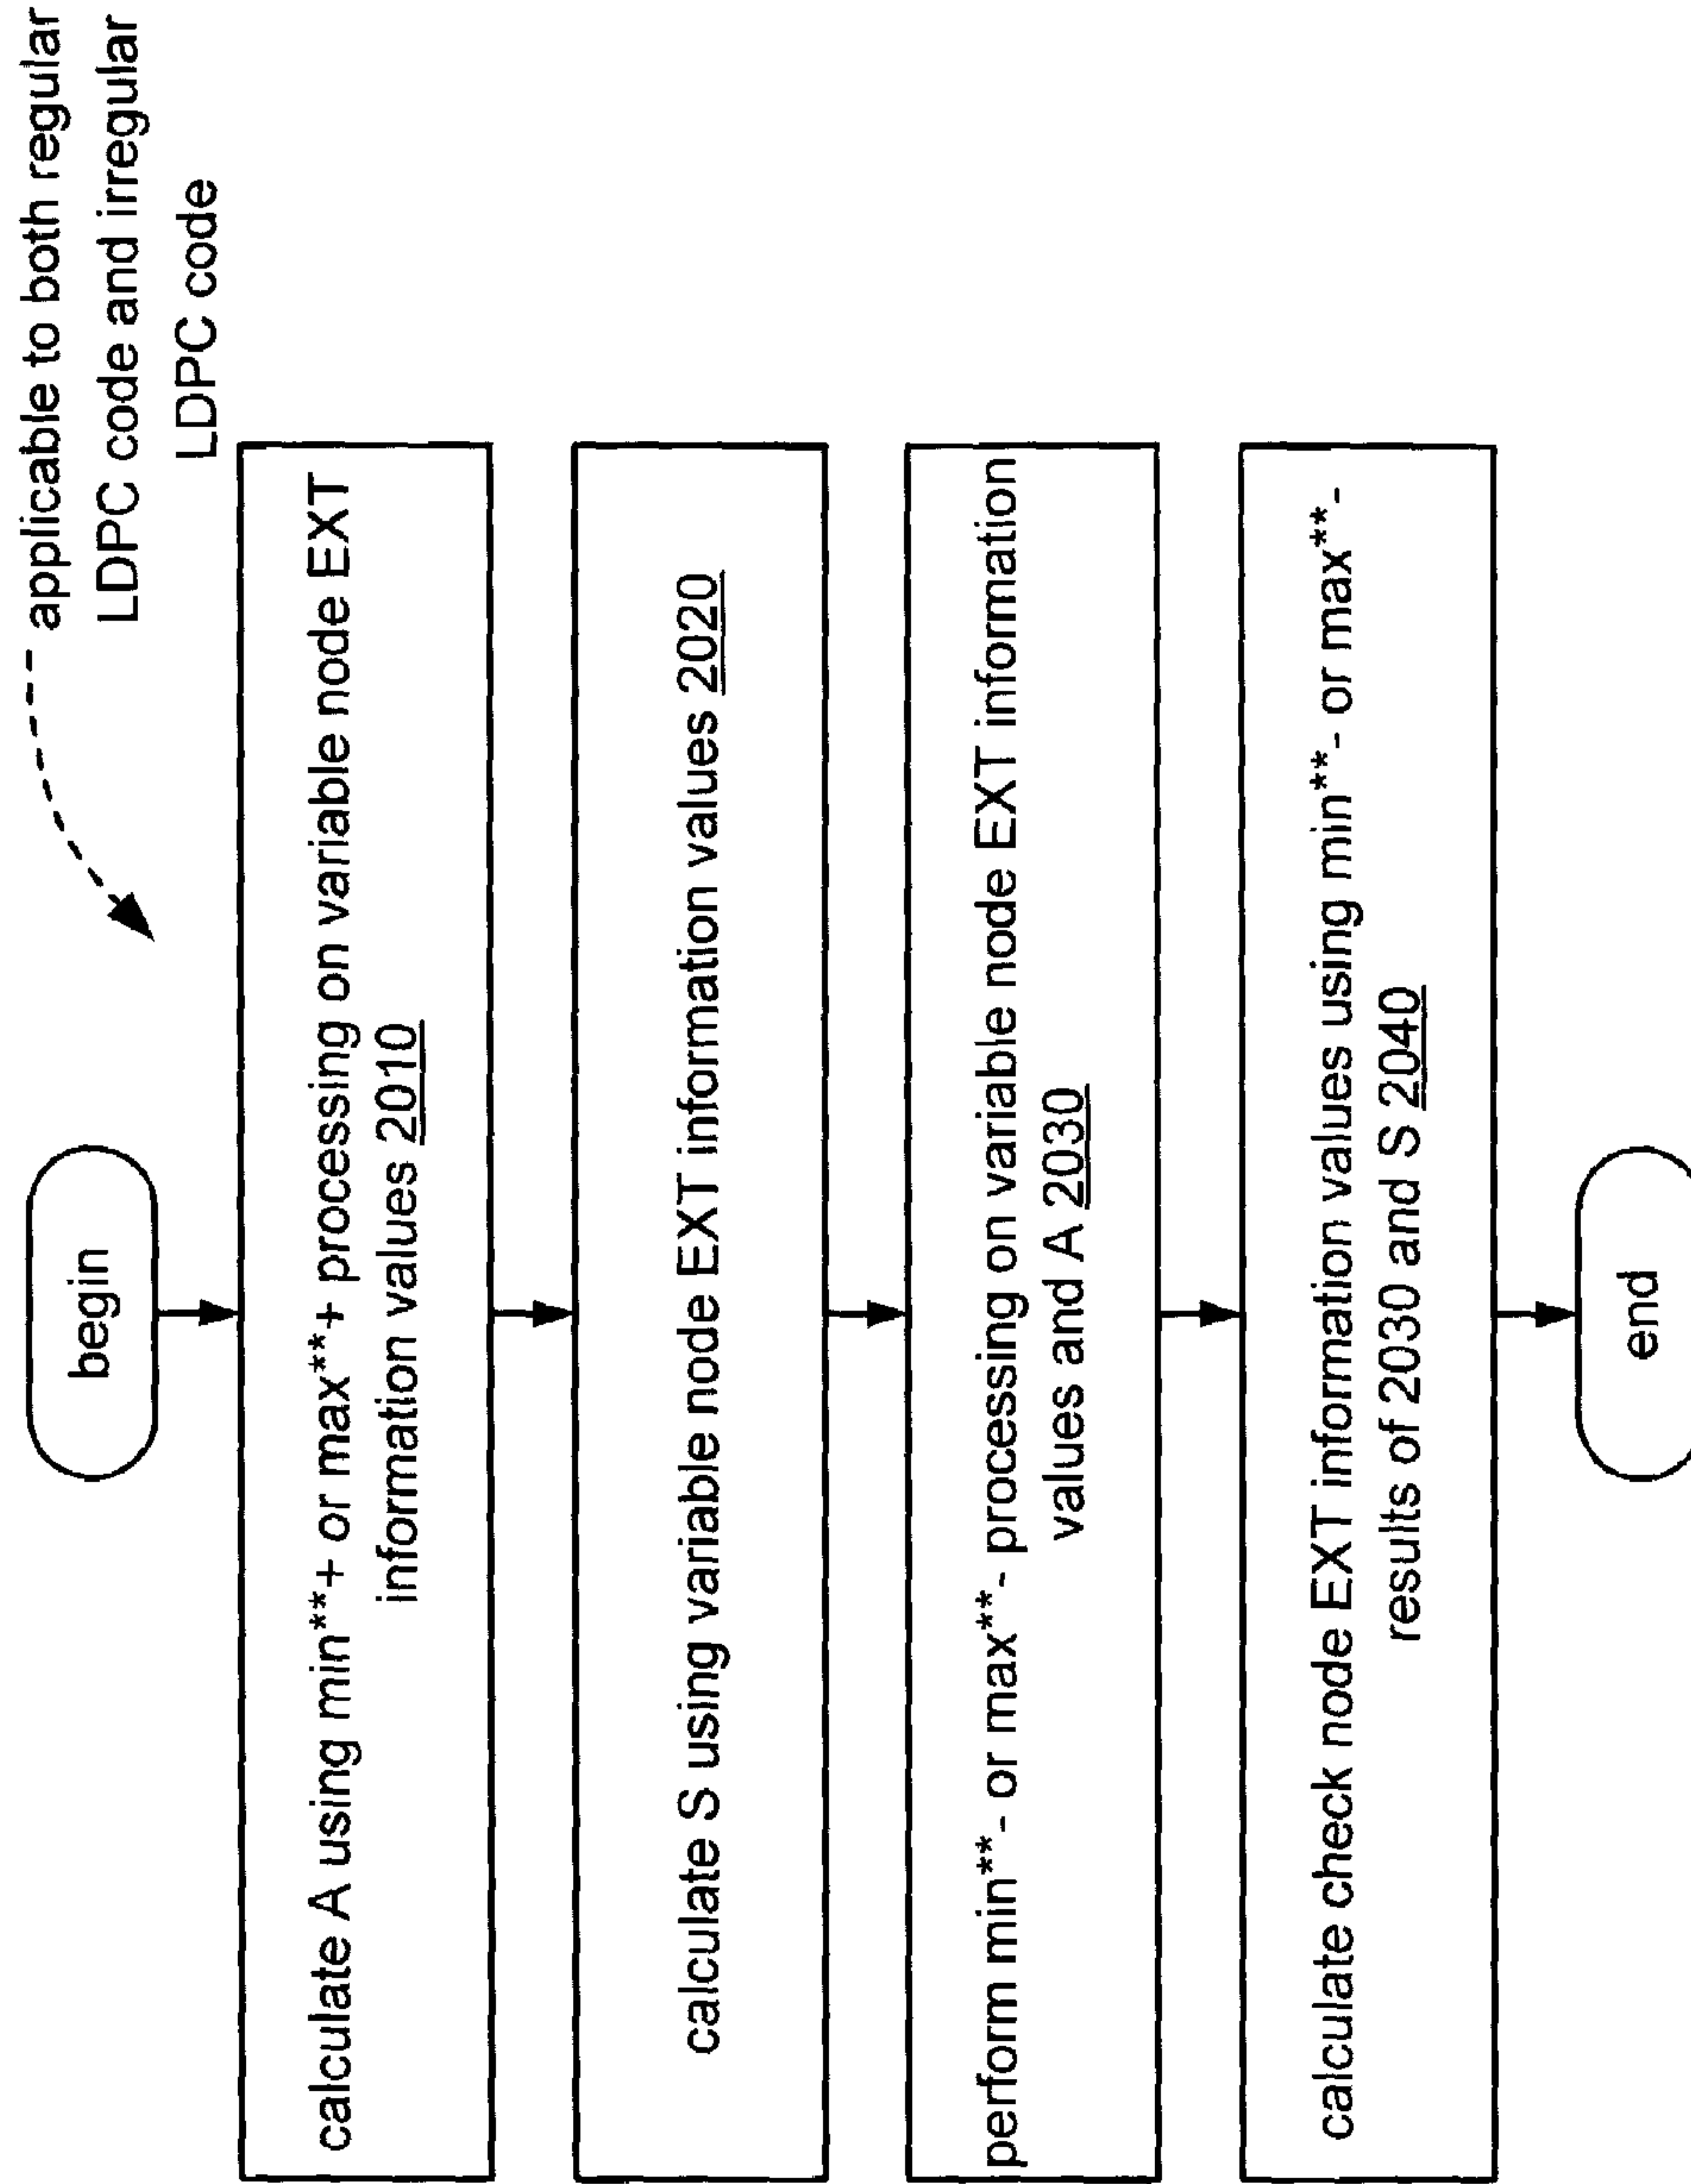 applicable to both regular
LDPC code and irregular
LDPC code
begin
calculate A using min**+ or max**+ processing on variable node EXT
information values 2010
calculate S using variable node EXT information values 2020
perform min**- or max**- processing on variable node EXT information
values and A 2030
calculate check node EXT information values using min**- or max**-
results of 2030 and S 2040
end